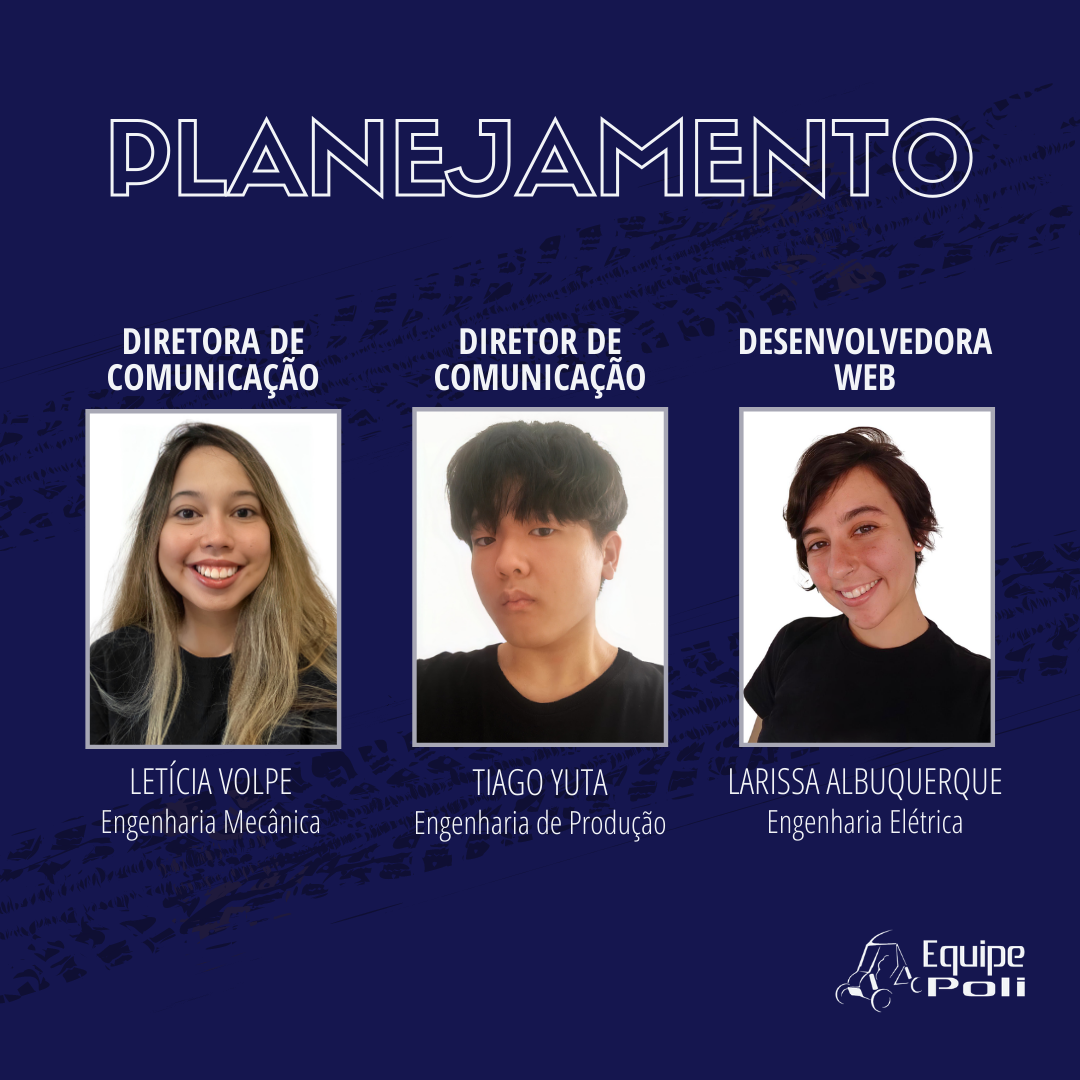 PLANEJAMENTO
DIRETORA DE
COMUNICAÇÃO
DIRETOR DE
COMUNICAÇÃO
DESENVOLVEDORA
WEB
LETÍCIA VOLPE
Engenharia Mecânica
TIAGO YUTA
Engenharia de Produção
LARISSA ALBUQUERQUE
Engenharia Elétrica
Equipe
Poli